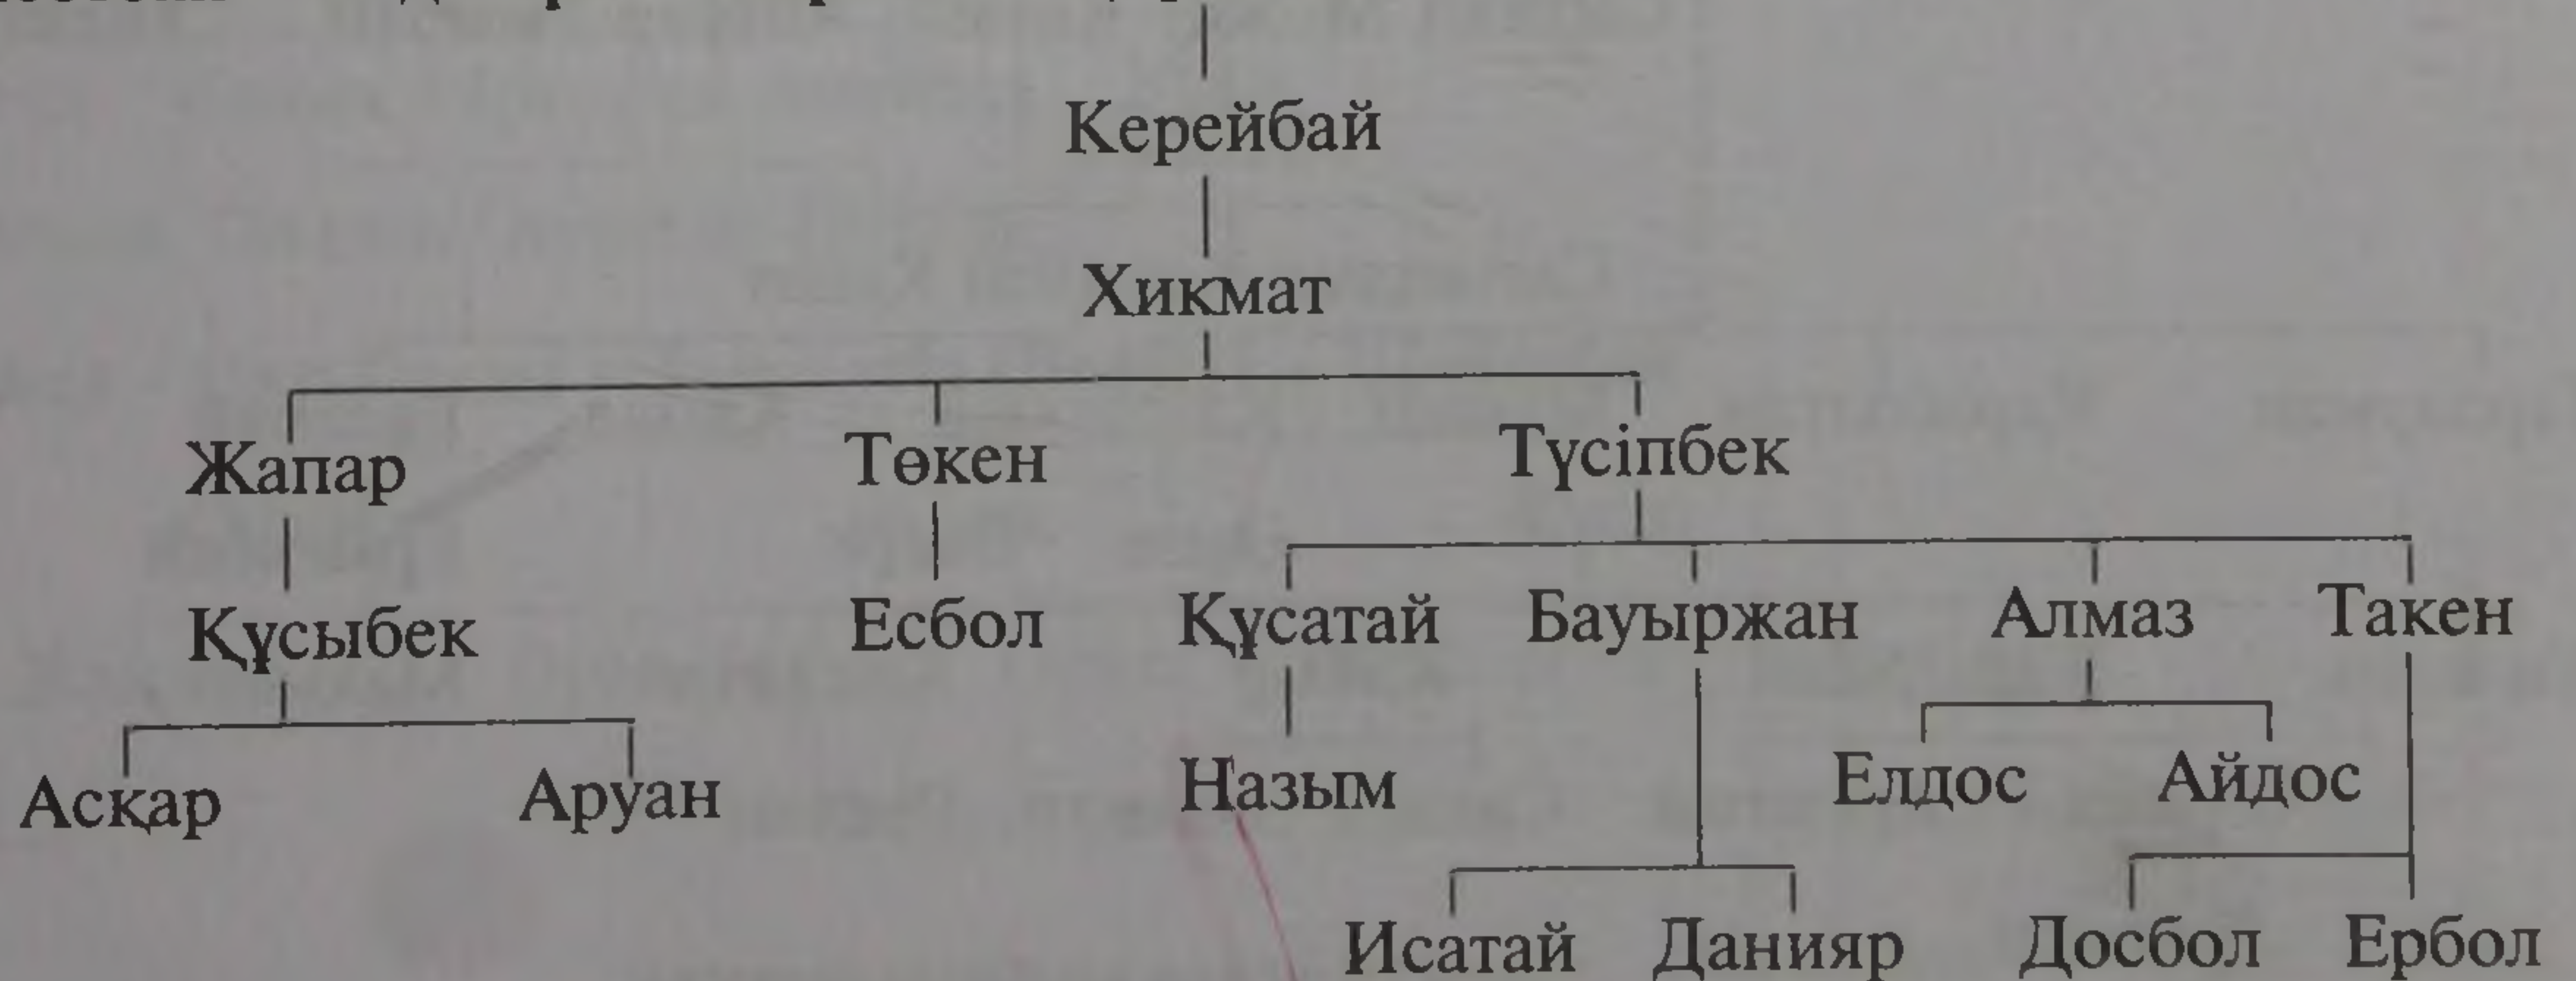 Керейбай
Хикмат
Жапар Төкен Түсіпбек
Құсыбек Есбол Құсатай Бауыржан Алмаз Такен
Асқар Аруан Назым Елдос Айдос
Исатай Данияр Досбол Ербол